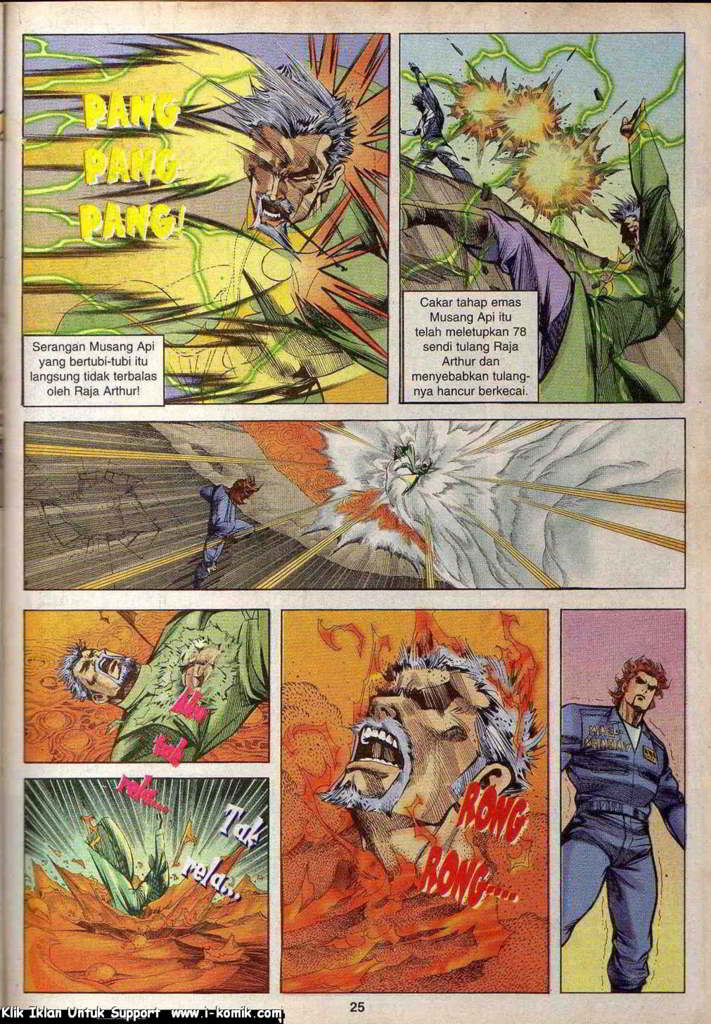 PANG
PANG
PANG!
Serangan Musang Api
yang bertubi-tubi itu
langsung tidak terbalas
oleh Raja Arthur!
Cakar tahap emas
Musang Api itu
telah meletupkan 78
sendi tulang Raja
Arthur dan
menyebabkan tulang-
nya hancur berkecai.
Aku
tak
rela...
Tak
rela...
RONG
RONG....
25
Klik Iklan Untuk Support www.i-komik.com